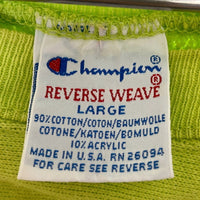 Champion®
REVERSE WEAVE®
LARGE
90% COTTON/COTON/BAUMWOLLE
COTONE/KATOEN/BOMULD
10% ACRYLIC
MADE IN U.S.A. RN 26094
FOR CARE SEE REVERSE